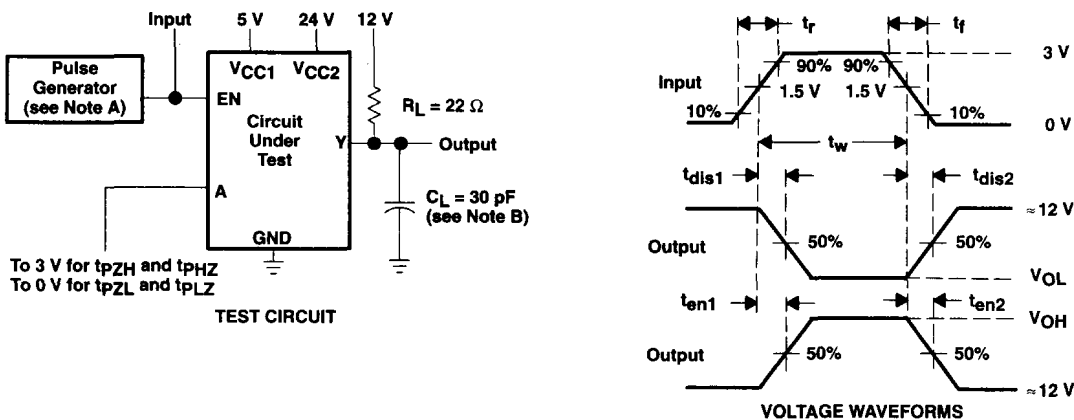 Input
5 V
24 V
12 V
Pulse
Generator
(see Note A)
VCC1
VCC2
EN
Circuit
Under
Test
Y
A
GND
RL = 22 Ω
Output
CL = 30 pF
(see Note B)
To 3 V for tPZH and tPHZ
To 0 V for tPZL and tPLZ
TEST CIRCUIT
tr
tf
3 V
Input
90%
90%
1.5 V
1.5 V
10%
10%
0 V
tw
tdis1
tdis2
≈12 V
Output
50%
50%
VOL
ten1
ten2
VOH
Output
50%
50%
≈12 V
VOLTAGE WAVEFORMS